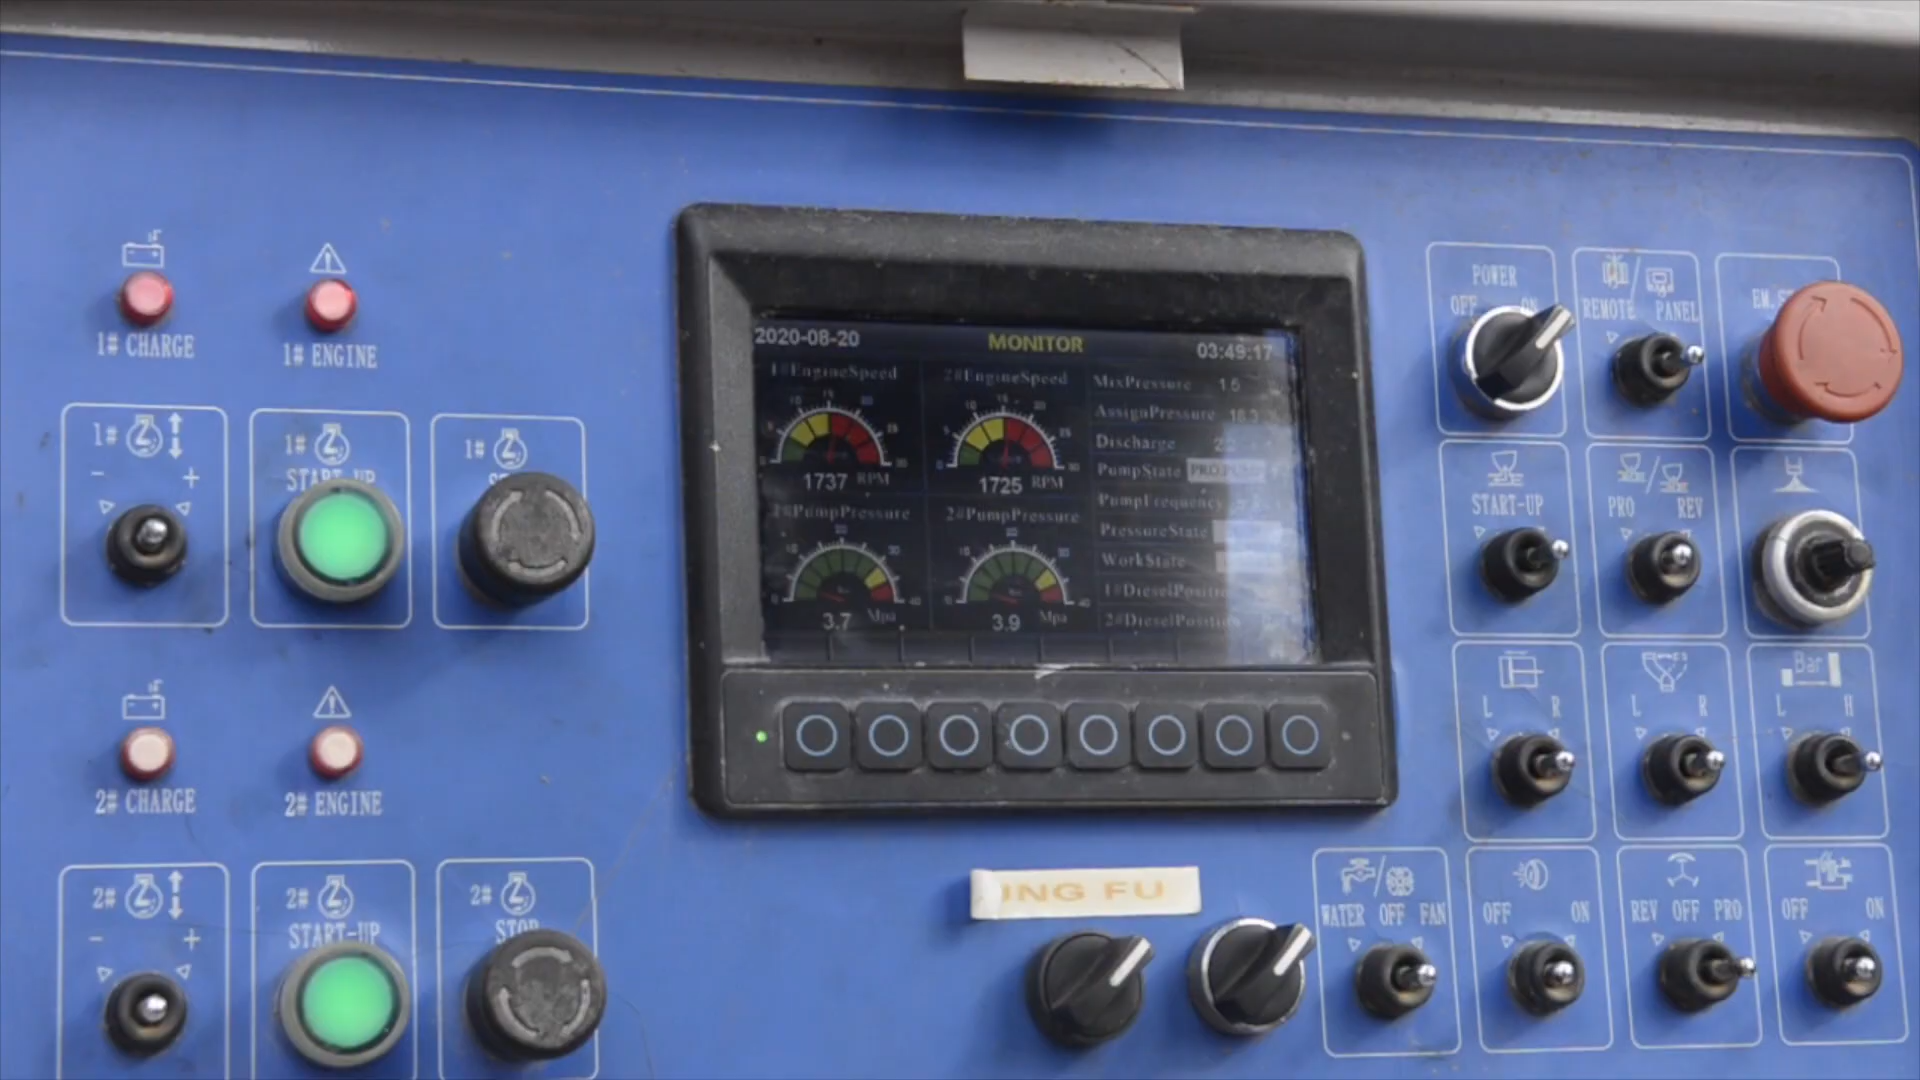 1# CHARGE
1# ENGINE
1#
- +
1#
START-UP
1#
2# CHARGE
2# ENGINE
2#
- +
2#
START-UP
2#
STOP
2020-08-20
MONITOR
03:49:17
1#EngineSpeed
2#EngineSpeed
1737 RPM
1725 RPM
1#PumpPressure
2#PumpPressure
3.7 Mpa
3.9 Mpa
MixPressure
AssignPressure
Discharge
PumpState
PumpFrequency
PressureState
WorkState
1#DieselPosition
2#DieselPosition
ING FU
POWER
OFF ON
REMOTE / PANEL
START-UP
PRO REV
L R
L R
Bar
L H
WATER OFF FAN
OFF ON
REV OFF PRO
OFF ON